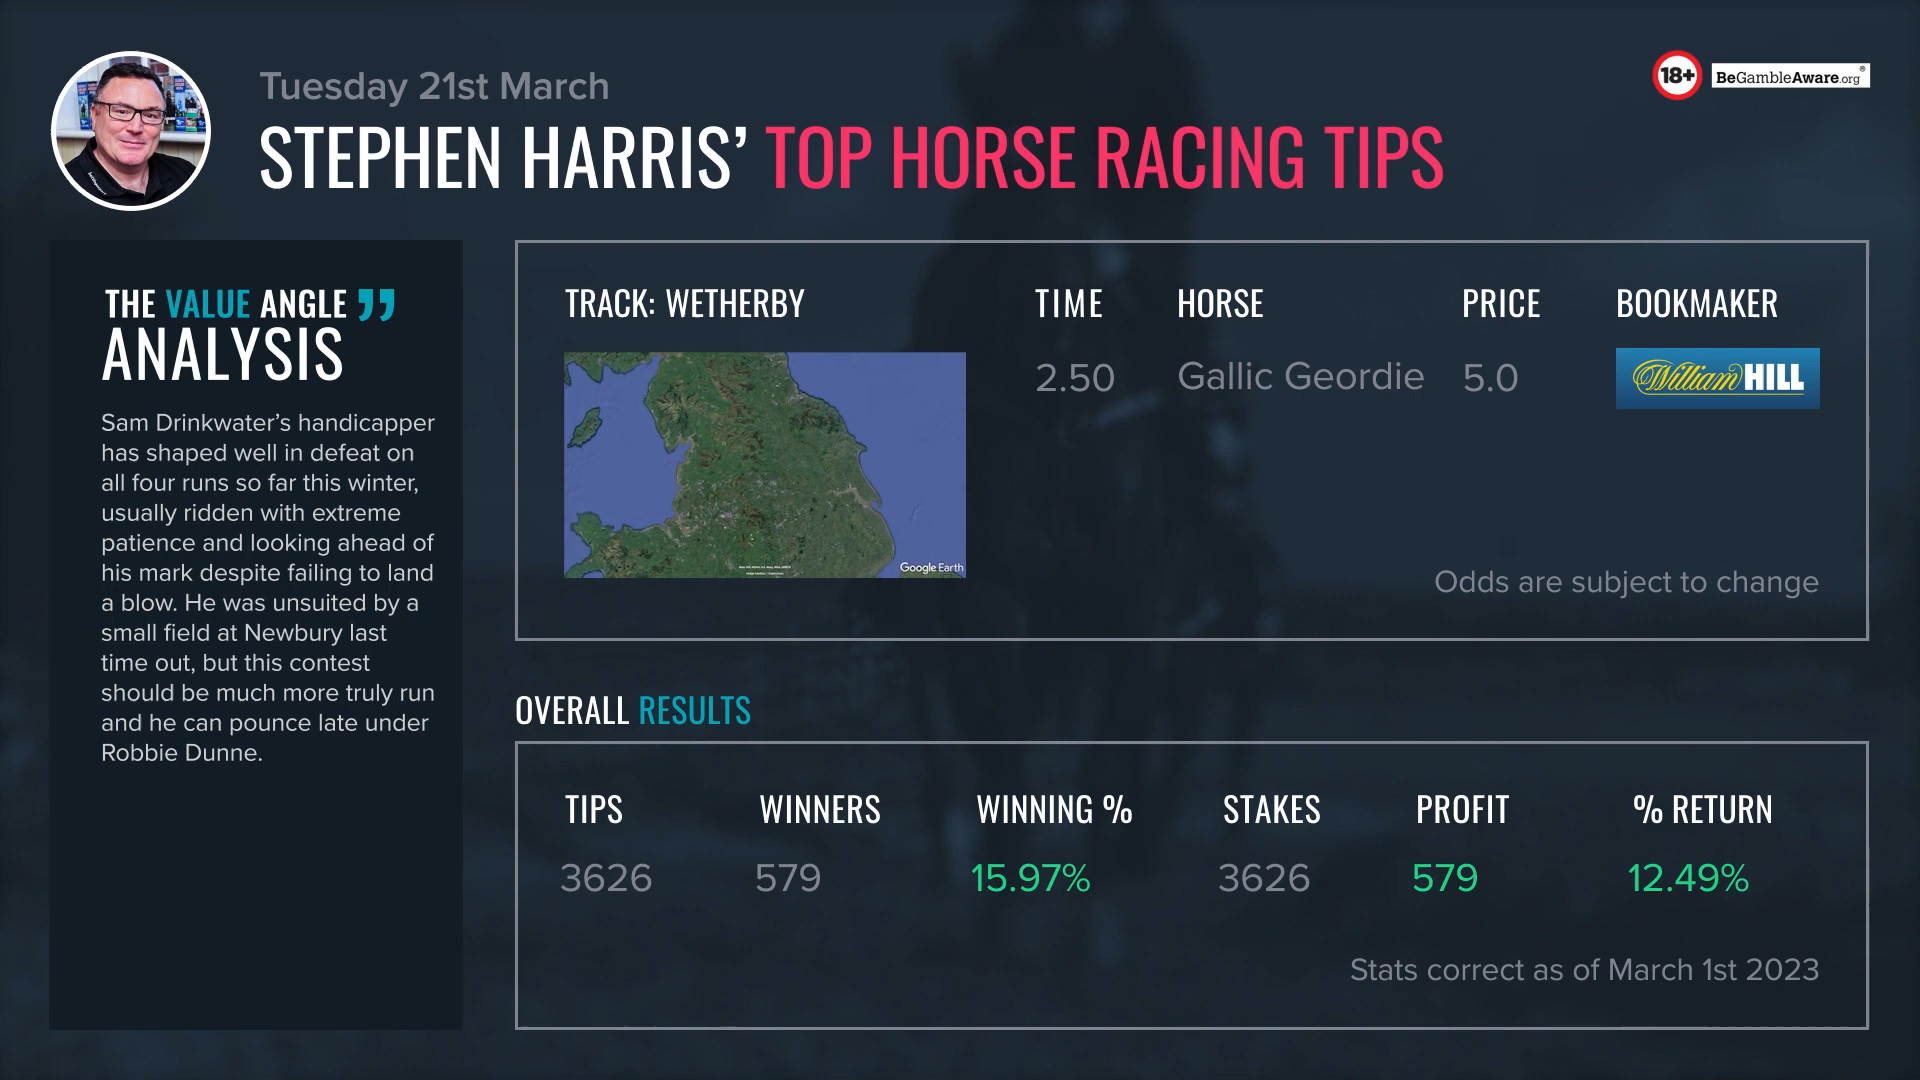 Tuesday 21st March
STEPHEN HARRIS’ TOP HORSE RACING TIPS
18+
BeGambleAware.org®
THE VALUE ANGLE ”
ANALYSIS
Sam Drinkwater’s handicapper
has shaped well in defeat on
all four runs so far this winter,
usually ridden with extreme
patience and looking ahead of
his mark despite failing to land
a blow. He was unsuited by a
small field at Newbury last
time out, but this contest
should be much more truly run
and he can pounce late under
Robbie Dunne.
TRACK: WETHERBY
TIME HORSE PRICE BOOKMAKER
2.50 Gallic Geordie 5.0 William HILL
Google Earth
Odds are subject to change
OVERALL RESULTS
TIPS WINNERS WINNING % STAKES PROFIT % RETURN
3626 579 15.97% 3626 579 12.49%
Stats correct as of March 1st 2023